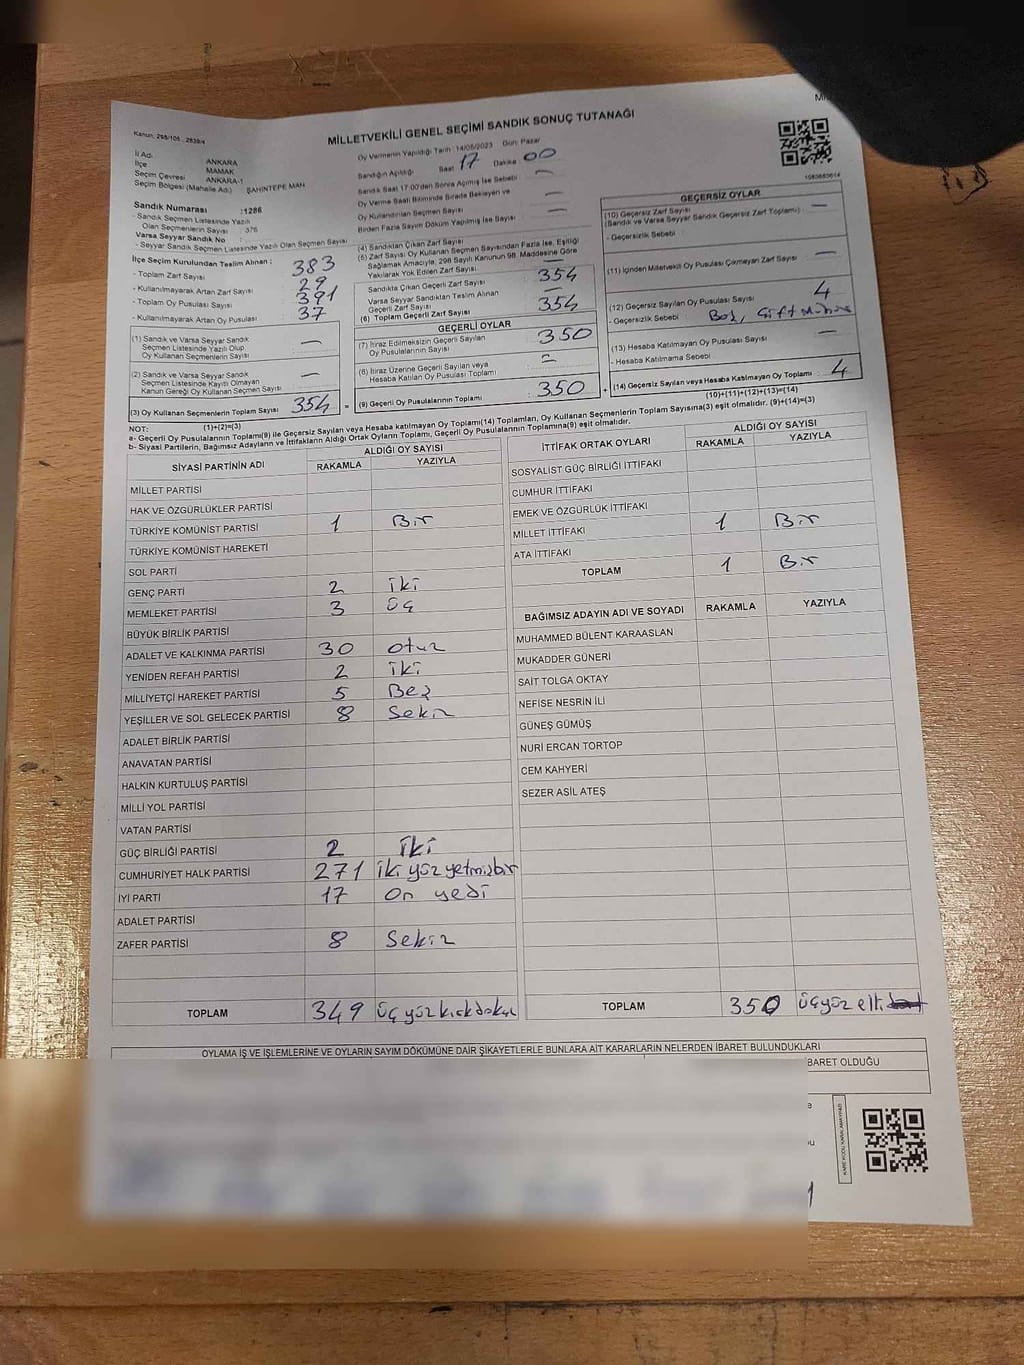 MİLLETVEKİLİ GENEL SEÇİMİ SANDIK SONUÇ TUTANAĞI
İl Adı ANKARA
İlçe MAMAK
Seçim Çevresi ANKARA-1
Seçim Bölgesi (Mahalle Adı) ŞAHİNTEPE MAH
Sandık Numarası :1286
- Sandık Seçmen Listesinde Yazılı
Olan Seçmenlerin Sayısı : 376
Varsa Seyyar Sandık No :
- Seyyar Sandık Seçmen Listesinde Yazılı Olan Seçmen Sayısı
İlçe Seçim Kurulundan Teslim Alınan ;
- Toplam Zarf Sayısı 383
- Kullanılmayarak Artan Zarf Sayısı 29
- Toplam Oy Pusulası Sayısı 391
- Kullanılmayarak Artan Oy Pusulası 37
(1) Sandık ve Varsa Seyyar Sandık
Seçmen Listesinde Yazılı Olup
Oy Kullanan Seçmenlerin Sayısı —
(2) Sandık ve Varsa Seyyar Sandık
Seçmen Listesinde Kayıtlı Olmayan
Kanun Gereği Oy Kullanan Seçmen Sayısı —
(3) Oy Kullanan Seçmenlerin Toplam Sayısı 354
(1)+(2)=(3)
Oy Vermenin Yapıldığı Tarih :14/05/2023 Gün: Pazar
Sandığın Açıldığı Saat 17 Dakika 00
Sandık Saat 17:00'den Sonra Açılmış İse Sebebi —
Oy Verme Saati Bitiminde Sırada Bekleyen ve
Oy Kullandırılan Seçmen Sayısı —
Birden Fazla Sayım Döküm Yapılmış İse Sayısı —
(4) Sandıktan Çıkan Zarf Sayısı
(5) Zarf Sayısı Oy Kullanan Seçmen Sayısından Fazla İse, Eşitliği
Sağlamak Amacıyla, 298 Sayılı Kanunun 98. Maddesine Göre
Yakılarak Yok Edilen Zarf Sayısı —
Sandıkta Çıkan Geçerli Zarf Sayısı 354
Varsa Seyyar Sandıktan Teslim Alınan
Geçerli Zarf Sayısı —
(6) Toplam Geçerli Zarf Sayısı 354
GEÇERLİ OYLAR
(7) İtiraz Edilmeksizin Geçerli Sayılan
Oy Pusulalarının Sayısı 350
(8) İtiraz Üzerine Geçerli Sayılan veya
Hesaba Katılan Oy Pusulası Toplamı —
(9) Geçerli Oy Pusulalarının Toplamı : 350
1083683614
GEÇERSİZ OYLAR
(10) Geçersiz Zarf Sayısı —
(Sandık ve Varsa Seyyar Sandık Geçersiz Zarf Toplamı)
- Geçersizlik Sebebi :
(11) İçinden Milletvekili Oy Pusulası Çıkmayan Zarf Sayısı —
(12) Geçersiz Sayılan Oy Pusulası Sayısı 4
- Geçersizlik Sebebi : Boş, Çift Mühür
(13) Hesaba Katılmayan Oy Pusulası Sayısı —
- Hesaba Katılmama Sebebi
(14) Geçersiz Sayılan veya Hesaba Katılmayan Oy Toplamı : 4
(10)+(11)+(12)+(13)=(14)
NOT:
a- Geçerli Oy Pusulalarının Toplamı(9) ile Geçersiz Sayılan veya Hesaba katılmayan Oy Toplamı(14) Toplamları, Oy Kullanan Seçmenlerin Toplam Sayısına(3) eşit olmalıdır. (9)+(14)=(3)
b- Siyasi Partilerin, Bağımsız Adayların ve İttifakların Aldığı Ortak Oyların Toplamı, Geçerli Oy Pusulalarının Toplamına(9) eşit olmalıdır.
SİYASİ PARTİNİN ADI ALDIĞI OY SAYISI
RAKAMLA YAZIYLA
MİLLET PARTİSİ
HAK VE ÖZGÜRLÜKLER PARTİSİ
TÜRKİYE KOMÜNİST PARTİSİ 1 Bir
TÜRKİYE KOMÜNİST HAREKETİ
SOL PARTİ
GENÇ PARTİ 2 iki
MEMLEKET PARTİSİ 3 üç
BÜYÜK BİRLİK PARTİSİ
ADALET VE KALKINMA PARTİSİ 30 otuz
YENİDEN REFAH PARTİSİ 2 iki
MİLLİYETÇİ HAREKET PARTİSİ 5 Beş
YEŞİLLER VE SOL GELECEK PARTİSİ 8 Sekiz
ADALET BİRLİK PARTİSİ
ANAVATAN PARTİSİ
HALKIN KURTULUŞ PARTİSİ
MİLLİ YOL PARTİSİ
VATAN PARTİSİ
GÜÇ BİRLİĞİ PARTİSİ 2 iki
CUMHURİYET HALK PARTİSİ 271 iki yüz yetmişbir
İYİ PARTİ 17 on yedi
ADALET PARTİSİ
ZAFER PARTİSİ 8 Sekiz
TOPLAM 349 üç yüz kırkdokuz
İTTİFAK ORTAK OYLARI ALDIĞI OY SAYISI
RAKAMLA YAZIYLA
SOSYALİST GÜÇ BİRLİĞİ İTTİFAKI
CUMHUR İTTİFAKI
EMEK VE ÖZGÜRLÜK İTTİFAKI
MİLLET İTTİFAKI 1 Bir
ATA İTTİFAKI
TOPLAM 1 Bir
BAĞIMSIZ ADAYIN ADI VE SOYADI RAKAMLA YAZIYLA
MUHAMMED BÜLENT KARAASLAN
MUKADDER GÜNERİ
SAİT TOLGA OKTAY
NEFİSE NESRİN İLİ
GÜNEŞ GÜMÜŞ
NURİ ERCAN TORTOP
CEM KAHYERİ
SEZER ASİL ATEŞ
TOPLAM 350 üçyüz elli
OYLAMA İŞ VE İŞLEMLERİNE VE OYLARIN SAYIM DÖKÜMÜNE DAİR ŞİKAYETLERLE BUNLARA AİT KARARLARIN NELERDEN İBARET BULUNDUKLARI
İBARET OLDUĞU
KARE KODU KARALAMAYINIZ!